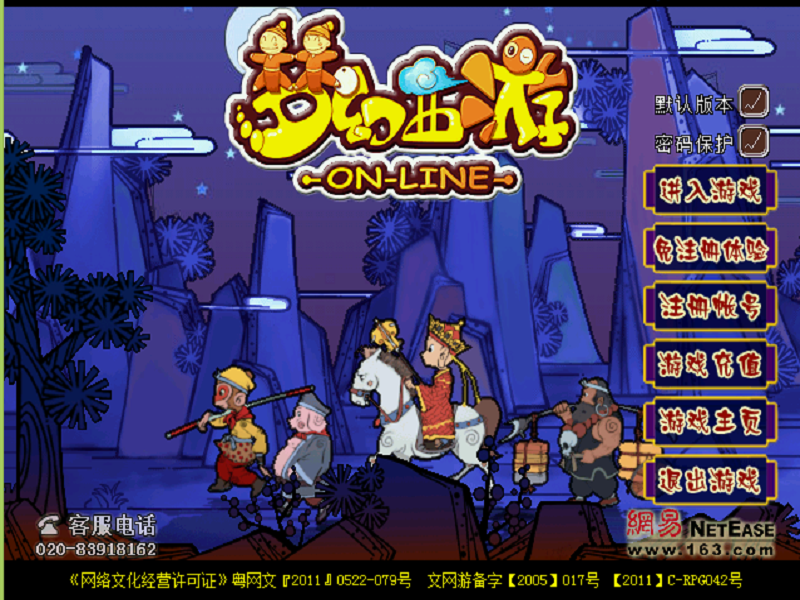 梦幻西游
ON-LINE
默认版本
密码保护
进入游戏
免注册体验
注册帐号
游戏充值
游戏主页
退出游戏
客服电话
020-83918162
網易 NETEASE
www.163.com
《网络文化经营许可证》粤网文『2011』0522-079号 文网游备字【2005】017号 【2011】C-RPG042号